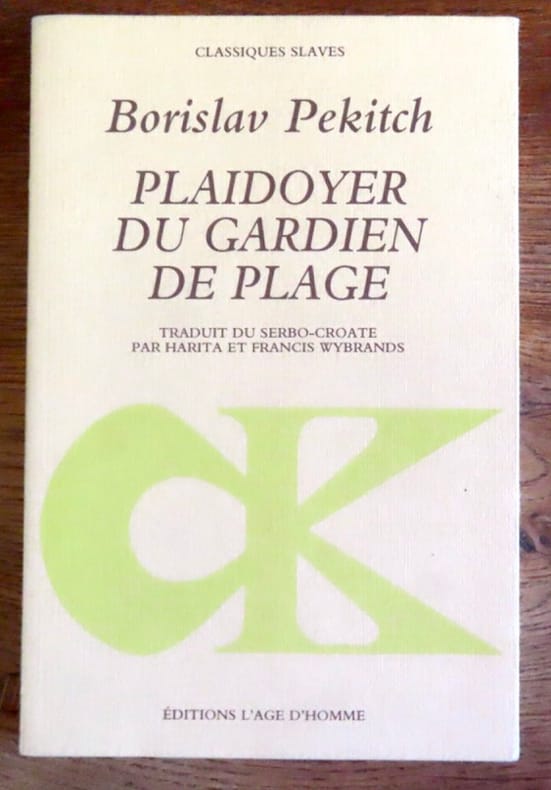 CLASSIQUES SLAVES
Borislav Pekitch
PLAIDOYER
DU GARDIEN
DE PLAGE
TRADUIT DU SERBO-CROATE
PAR HARITA ET FRANCIS WYBRANDS
ÉDITIONS L'AGE D'HOMME